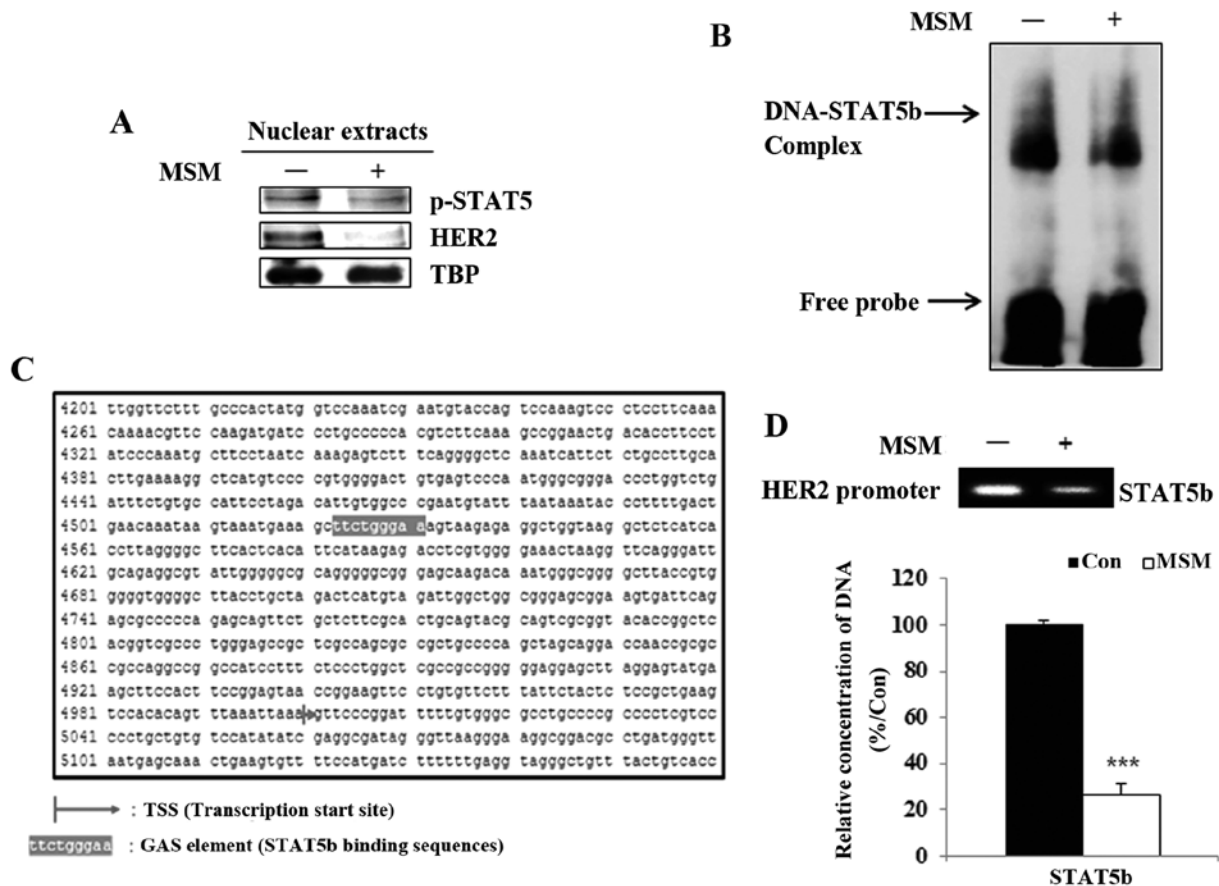 A
Nuclear extracts
MSM — +
p-STAT5
HER2
TBP
B
MSM — +
DNA-STAT5b
Complex
Free probe
C
4201 ttggttcttt gcccactatg gtccaaatcg aatgtaccag tccaaagtcc ctccttcaaa
4261 caaaacgttc caagatgatc cctgccccca cgtcttcaaa gccggaactg acaccttcct
4321 atcccaaatg cttcctaatc aaagagtctt tcaggggctc aaatcattct ctgccttgca
4381 cttgaaaagg ctcatgtccc cgtggggact gtgagtccca atgggcggga ccctggtctg
4441 atttctgtgc cattcctaga cattgtggcc cgaatgtatt taataaatac ccttttgact
4501 gaacaaataa gtaaatgaaa gcttctggga aagtaagaga ggctggtaag gctctcatca
4561 ccttaggggc ttcactcaca ttcataagag acctcgtggg gaaactaagg ttcagggatt
4621 gcagaggcgt attgggggcg cagggggcgg gagcaagaca aatgggcggg gcttaccgtg
4681 ggggtggggc ttacctgcta gactcatgta gattggctgg cgggagcgga agtgattcag
4741 agcgccccca gagcagttct gctcttcgca ctgcagtacg cagtcgcggt acaccggctc
4801 acggtcgccc tgggagccgc tcgccagcgc cgctgcccca gctagcagga ccaaccgcgc
4861 cgccaggccg gccatccttt ctccctggct cgccgccggg gaggagctta aggagtatga
4921 agcttccact tccggagtaa ccggaagttc ctgtgttctt tattctactc tccgctgaag
4981 tccacacagt ttaaattaaa gttcccggat ttttgtgggc gcctgccccg cccctcgtcc
5041 ccctgctgtg tccatatatc gaggcgatag ggttaaggga aggcggacgc ctgatgggtt
5101 aatgagcaaa ctgaagtgtt ttccatgatc ttttttgagg tagggctgtt tactgtcacc
: TSS (Transcription start site)
ttctgggaa : GAS element (STAT5b binding sequences)
D
MSM — +
HER2 promoter STAT5b
Con MSM
Relative concentration of DNA
(%/Con)
120
100
80
60
40
20
0
***
STAT5b